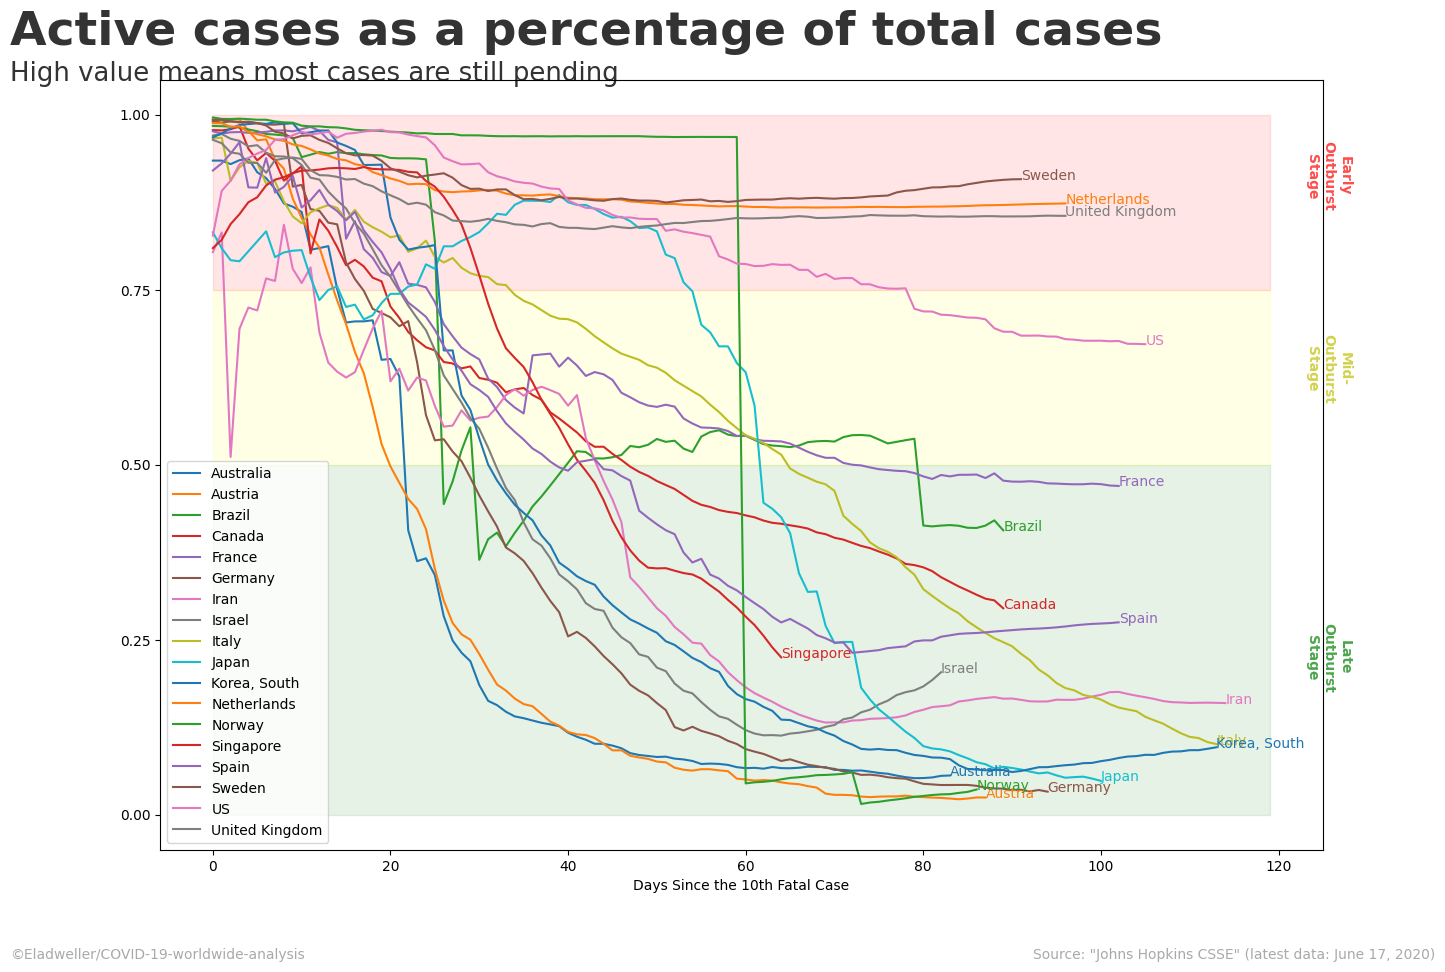 Active cases as a percentage of total cases
High value means most cases are still pending
1.00
0.75
0.50
0.25
0.00
0
20
40
60
80
100
120
Days Since the 10th Fatal Case
Early
Outburst
Stage
Mid-
Outburst
Stage
Late
Outburst
Stage
Sweden
Netherlands
United Kingdom
US
France
Brazil
Canada
Spain
Singapore
Israel
Iran
Italy
Korea, South
Australia
Japan
Norway
Germany
Austria
Australia
Austria
Brazil
Canada
France
Germany
Iran
Israel
Italy
Japan
Korea, South
Netherlands
Norway
Singapore
Spain
Sweden
US
United Kingdom
©Eladweller/COVID-19-worldwide-analysis
Source: "Johns Hopkins CSSE" (latest data: June 17, 2020)